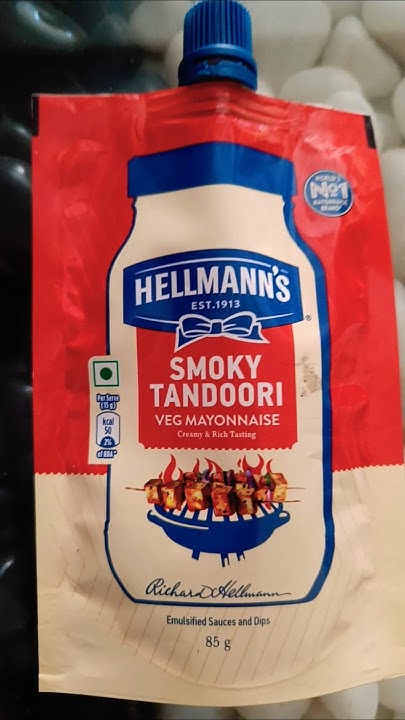 WORLD'S
No1
MAYONNAISE
BRAND
HELLMANN'S
EST.1913
®
SMOKY
TANDOORI
VEG MAYONNAISE
Creamy & Rich Tasting
Per Serve
(15 g)
kcal
50
2%
of RDA*
Richard Hellmann
Emulsified Sauces and Dips
85 g